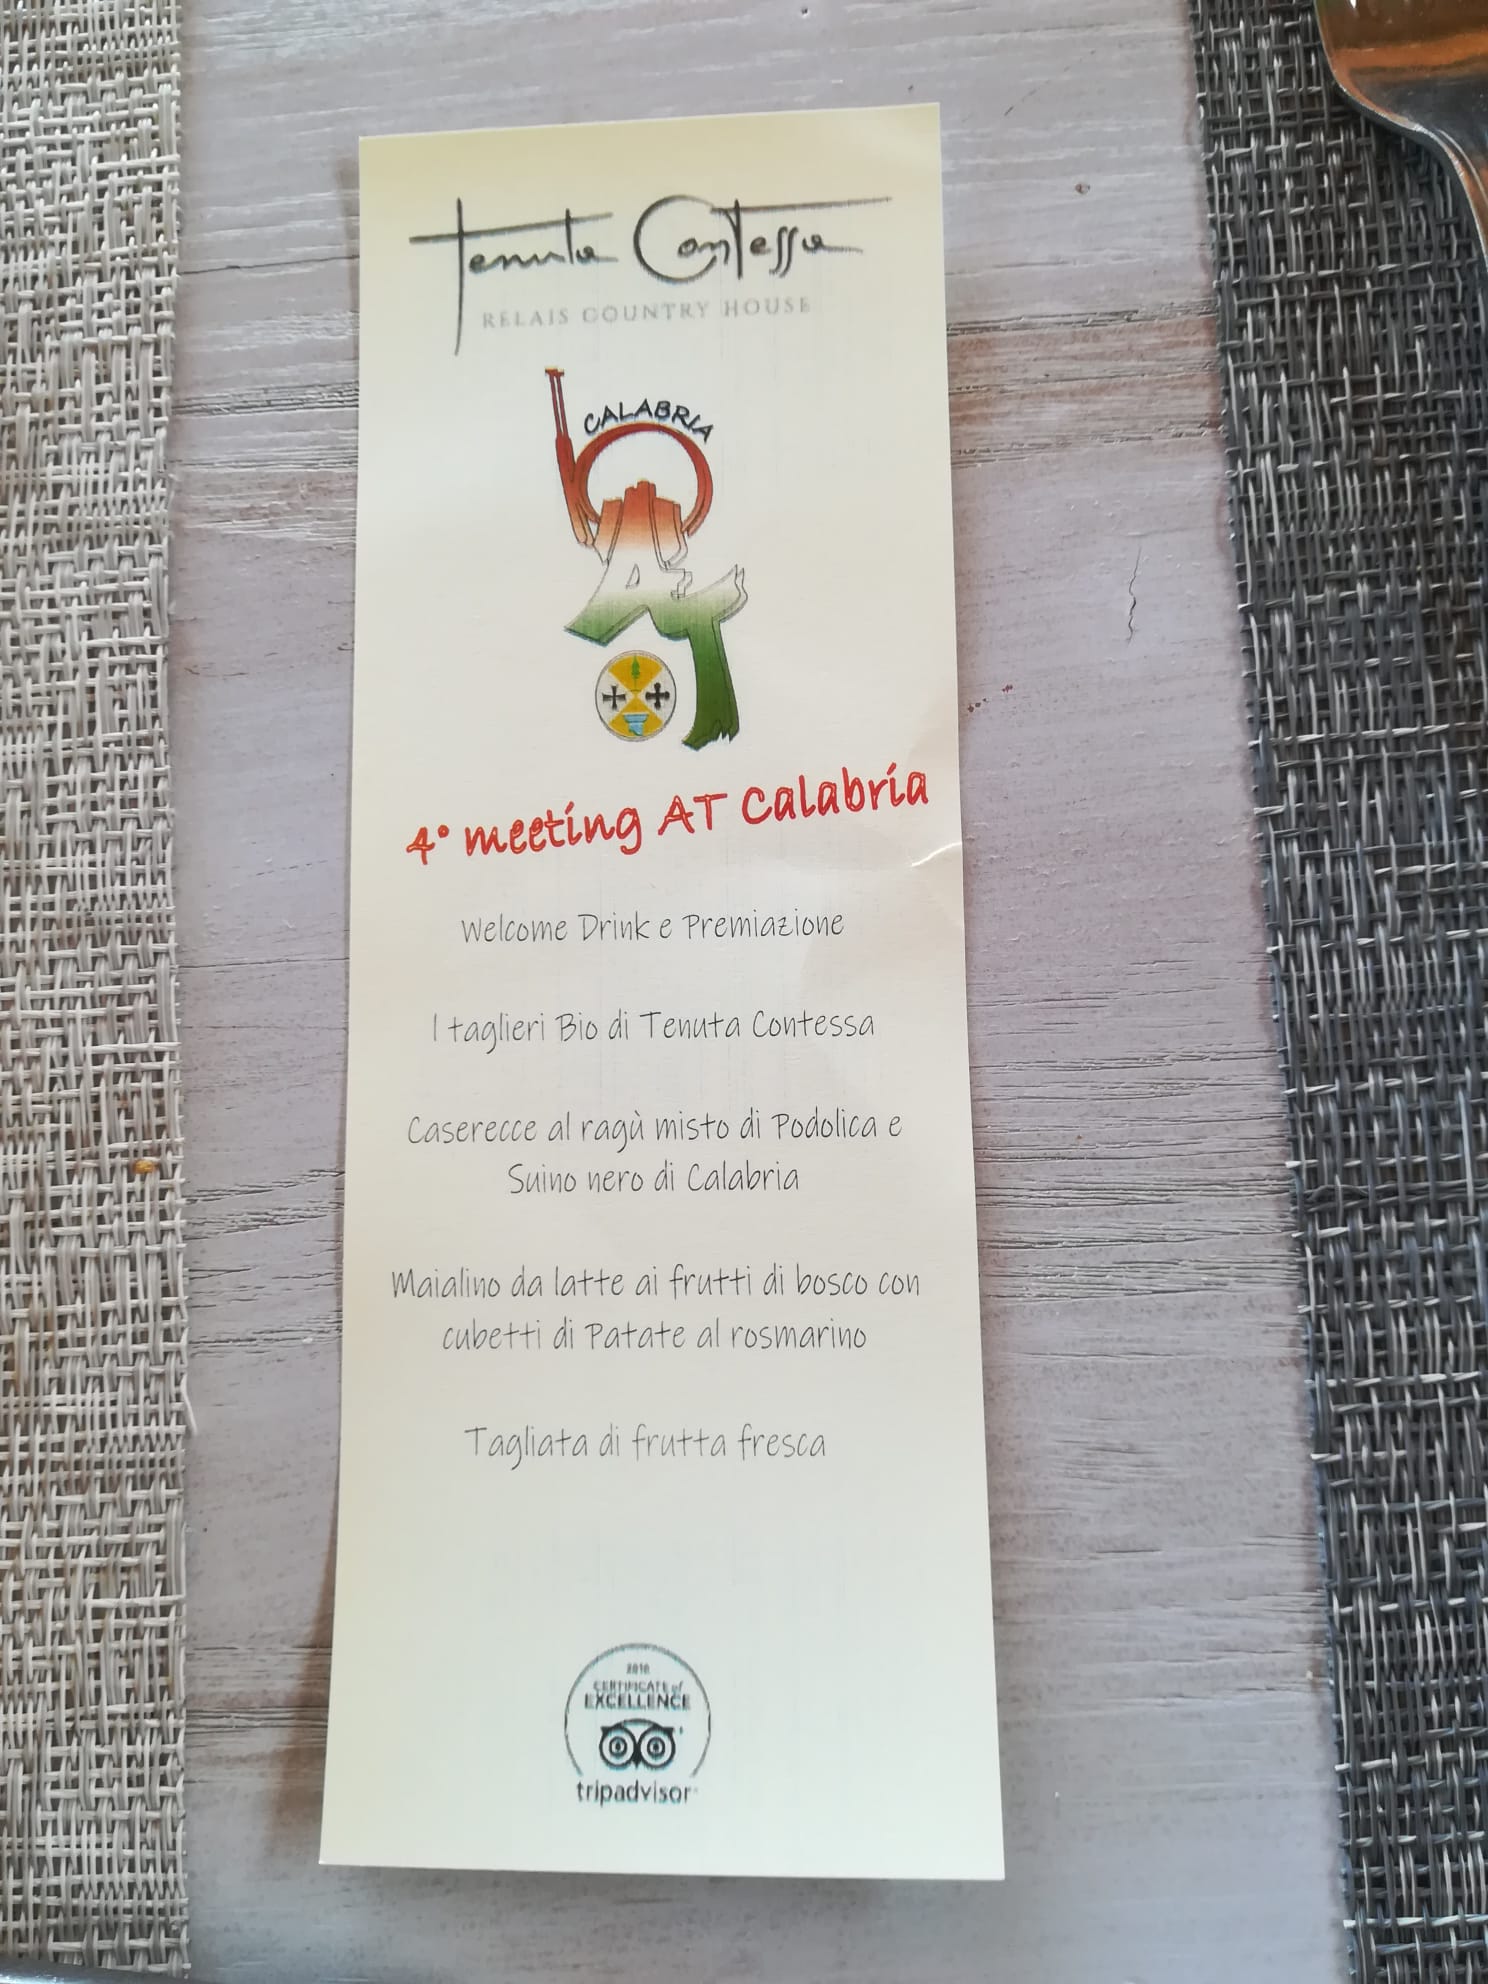 Tenuta Contessa
RELAIS COUNTRY HOUSE
CALABRIA
AT
4° meeting AT Calabria
Welcome Drink e Premiazione
I taglieri Bio di Tenuta Contessa
Caserecce al ragù misto di Podolica e
Suino nero di Calabria
Maialino da latte ai frutti di bosco con
cubetti di Patate al rosmarino
Tagliata di frutta fresca
CERTIFICATE of
EXCELLENCE
tripadvisor